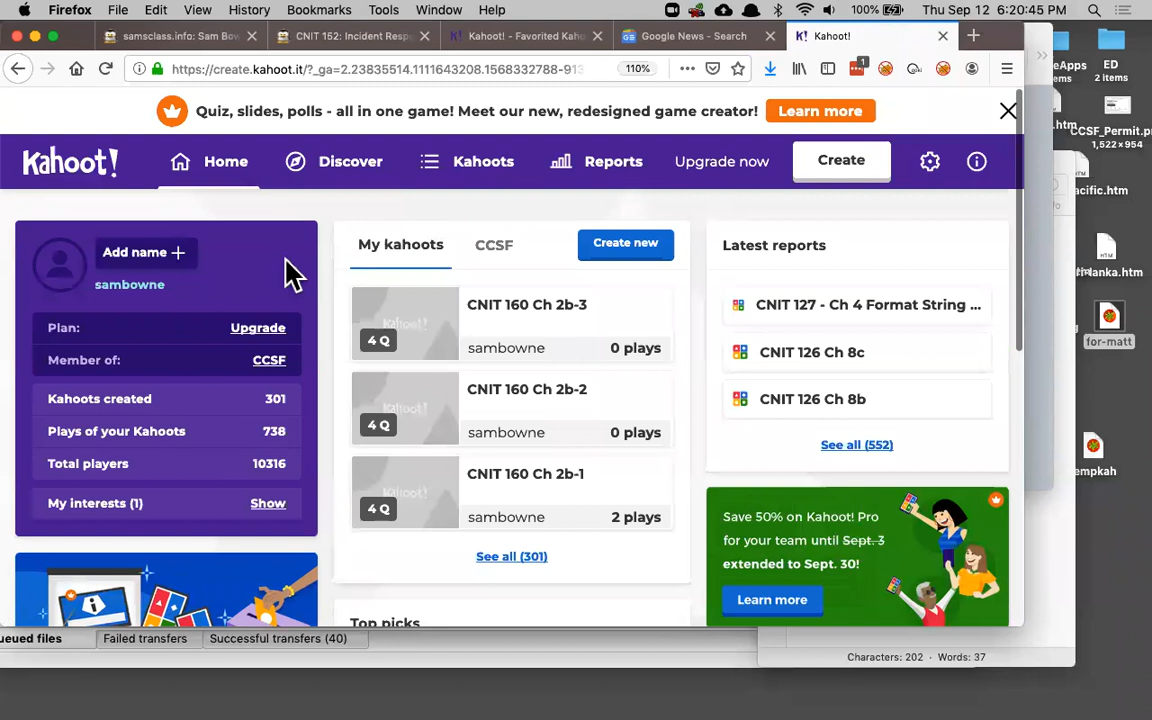 Firefox File Edit View History Bookmarks Tools Window Help 100% Thu Sep 12 6:20:45 PM
samsclass.info: Sam Bow
CNIT 152: Incident Resp
Kahoot! - Favorited Kaho
Google News - Search
Kahoot!
https://create.kahoot.it/?_ga=2.23835514.1111643208.1568332788-913
110%
1
Quiz, slides, polls - all in one game! Meet our new, redesigned game creator! Learn more
Kahoot! Home Discover Kahoots Reports Upgrade now Create
Add name
sambowne
Plan: Upgrade
Member of: CCSF
Kahoots created 301
Plays of your Kahoots 738
Total players 10316
My interests (1) Show
My kahoots CCSF Create new
CNIT 160 Ch 2b-3
4 Q
sambowne 0 plays
CNIT 160 Ch 2b-2
4 Q
sambowne 0 plays
CNIT 160 Ch 2b-1
4 Q
sambowne 2 plays
See all (301)
Top picks
Latest reports
CNIT 127 - Ch 4 Format String ...
CNIT 126 Ch 8c
CNIT 126 Ch 8b
See all (552)
Save 50% on Kahoot! Pro
for your team until Sept. 3
extended to Sept. 30!
Learn more
ueued files Failed transfers Successful transfers (40)
Characters: 202 · Words: 37
eApps
ems
ED
2 items
.htm
CCSF_Permit.pr
1,522×954
acific.htm
lanka.htm
for-matt
empkah